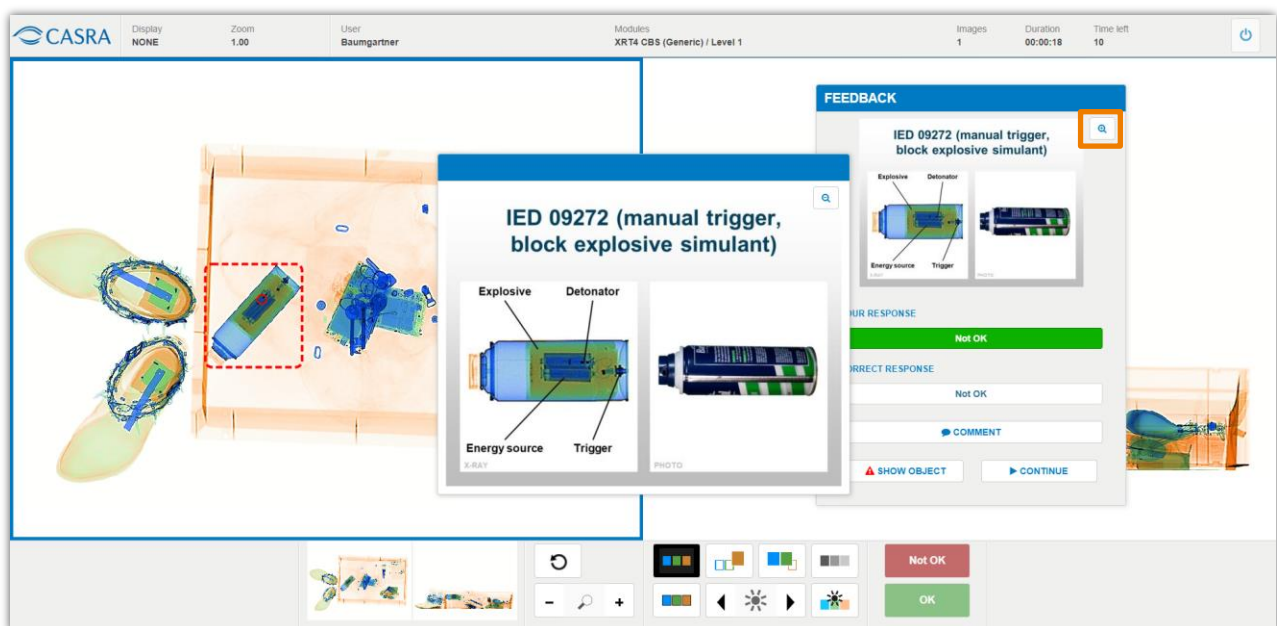 CASRA
Display
NONE
Zoom
1.00
User
Baumgartner
Modules
XRT4 CBS (Generic) / Level 1
Images
1
Duration
00:00:18
Time left
10
IED 09272 (manual trigger,
block explosive simulant)
Explosive
Detonator
Energy source
Trigger
X-RAY
PHOTO
FEEDBACK
IED 09272 (manual trigger,
block explosive simulant)
Explosive
Detonator
Energy source
Trigger
X-RAY
PHOTO
OUR RESPONSE
Not OK
ORRECT RESPONSE
Not OK
COMMENT
SHOW OBJECT
CONTINUE
Not OK
OK